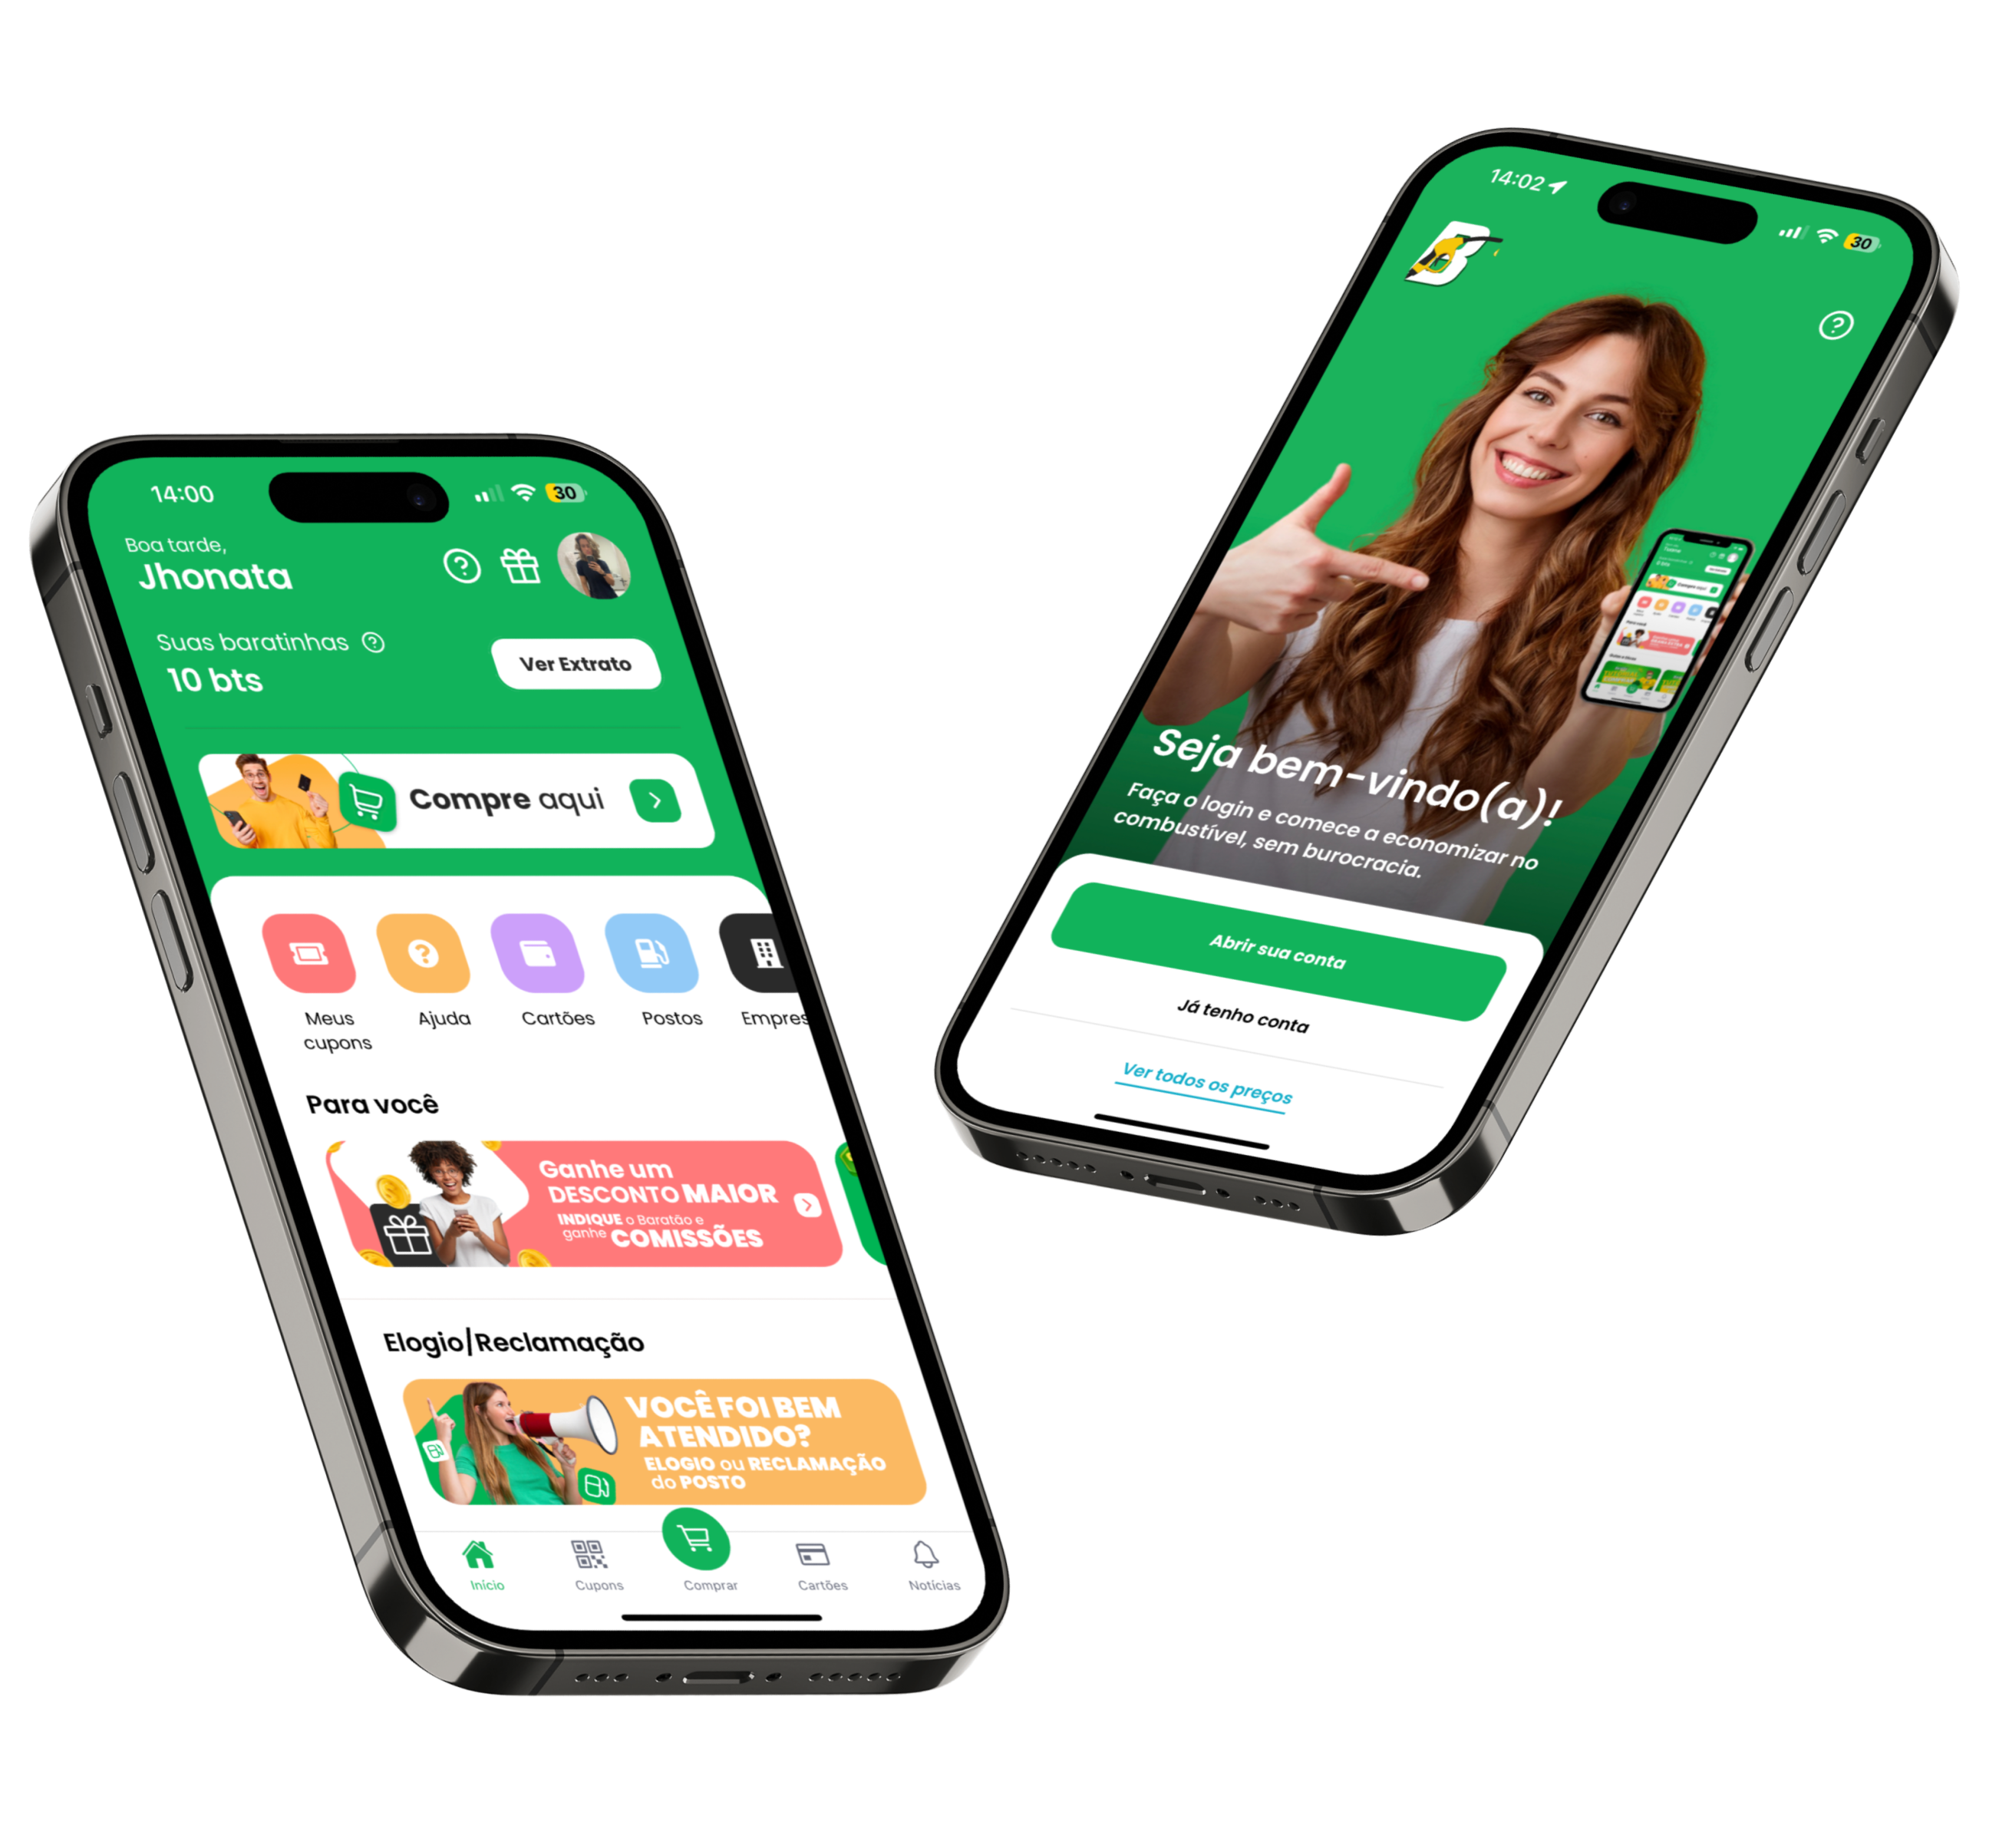 14:00
30
Boa tarde,
Jhonata
Suas baratinhas
10 bts
Ver Extrato
Compre aqui
Meus
cupons
Ajuda
Cartões
Postos
Empres
Para você
Ganhe um
DESCONTO MAIOR
INDIQUE o Baratão e
ganhe COMISSÕES
Elogio/Reclamação
VOCÊ FOI BEM
ATENDIDO?
ELOGIO ou RECLAMAÇÃO
do POSTO
Início
Cupons
Comprar
Cartões
Notícias
14:02
30
B
Seja bem-vindo(a)!
Faça o login e comece a economizar no
combustível, sem burocracia.
Abrir sua conta
Já tenho conta
Ver todos os preços